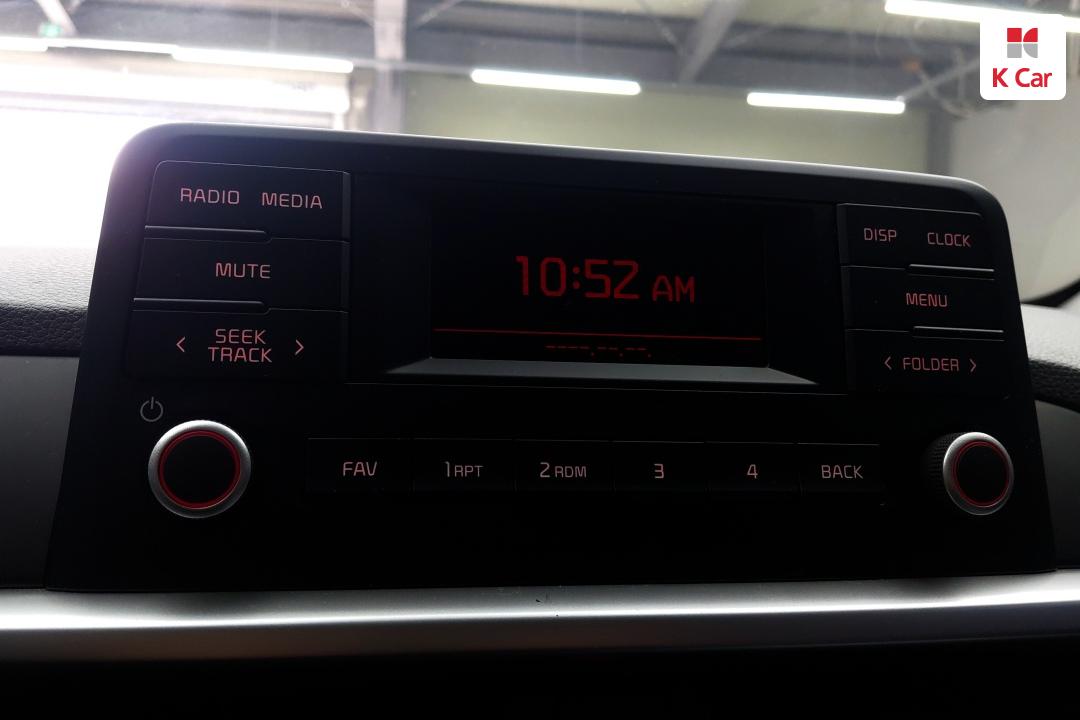 K Car
RADIO MEDIA
DISP CLOCK
MUTE
10:52 AM
MENU
SEEK
TRACK
< >
----.--.--.
< FOLDER >
FAV 1 RPT 2 RDM 3 4 BACK